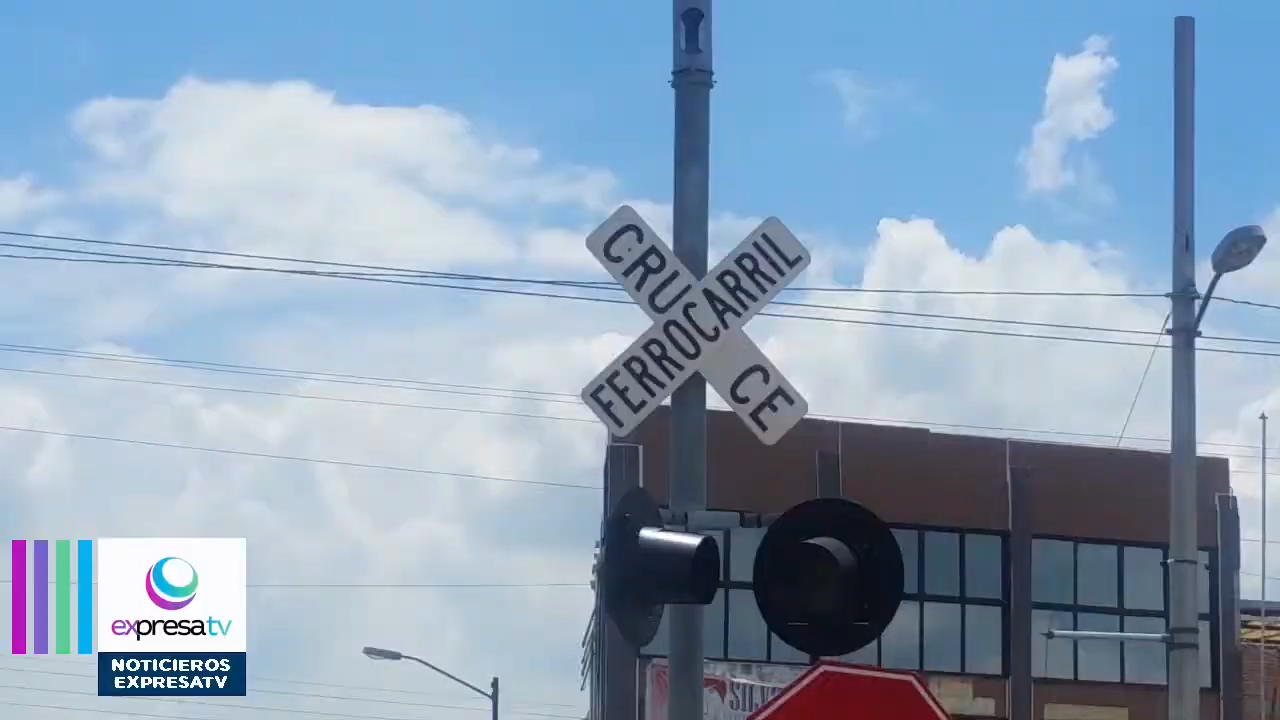 CRUCE
FERROCARRIL
expresatv
NOTICIEROS
EXPRESATV